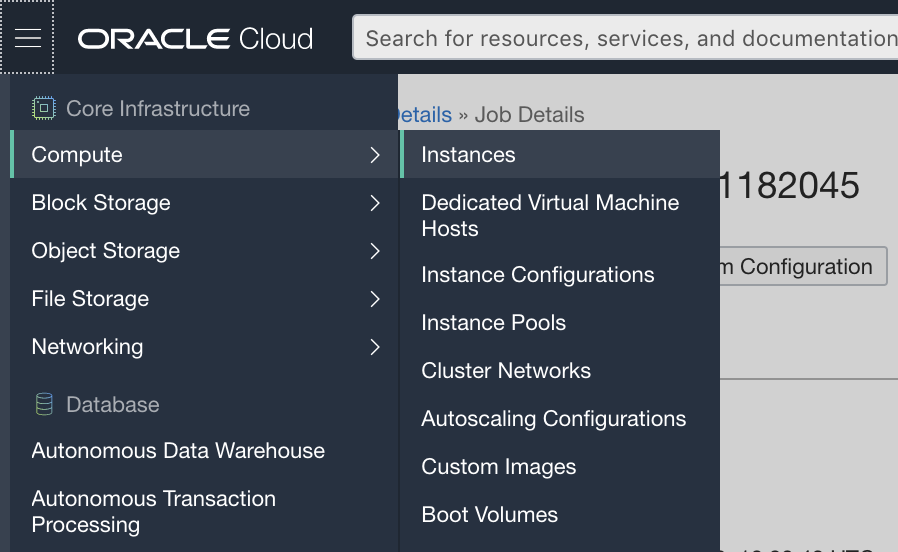 ORACLE Cloud
Search for resources, services, and documentation
Core Infrastructure
Compute
Block Storage
Object Storage
File Storage
Networking
Database
Autonomous Data Warehouse
Autonomous Transaction
Processing
Instances
Dedicated Virtual Machine
Hosts
Instance Configurations
Instance Pools
Cluster Networks
Autoscaling Configurations
Custom Images
Boot Volumes
etails » Job Details
1182045
m Configuration